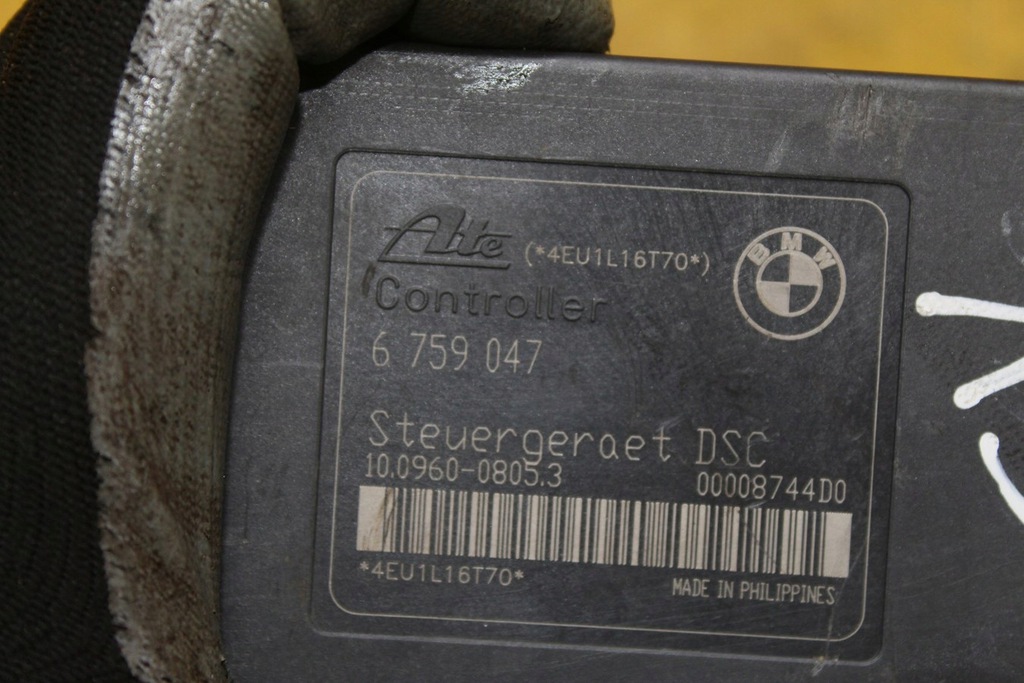 Ate (*4EU1L16T70*)
BMW
Controller
6 759 047
Steuergeraet DSC
10.0960-0805.3 00008744D0
*4EU1L16T70*
MADE IN PHILIPPINES